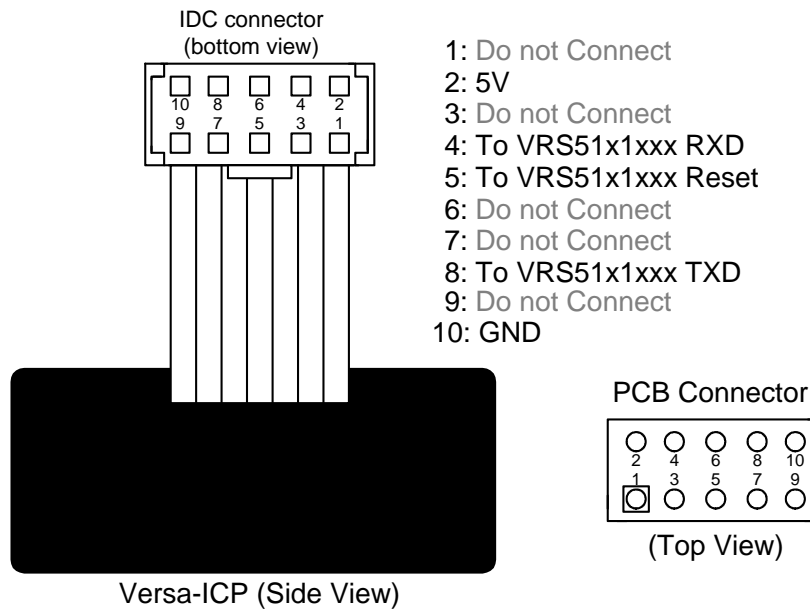 IDC connector
(bottom view)
10 8 6 4 2
9 7 5 3 1
1: Do not Connect
2: 5V
3: Do not Connect
4: To VRS51x1xxx RXD
5: To VRS51x1xxx Reset
6: Do not Connect
7: Do not Connect
8: To VRS51x1xxx TXD
9: Do not Connect
10: GND
PCB Connector
2 4 6 8 10
1 3 5 7 9
(Top View)
Versa-ICP (Side View)